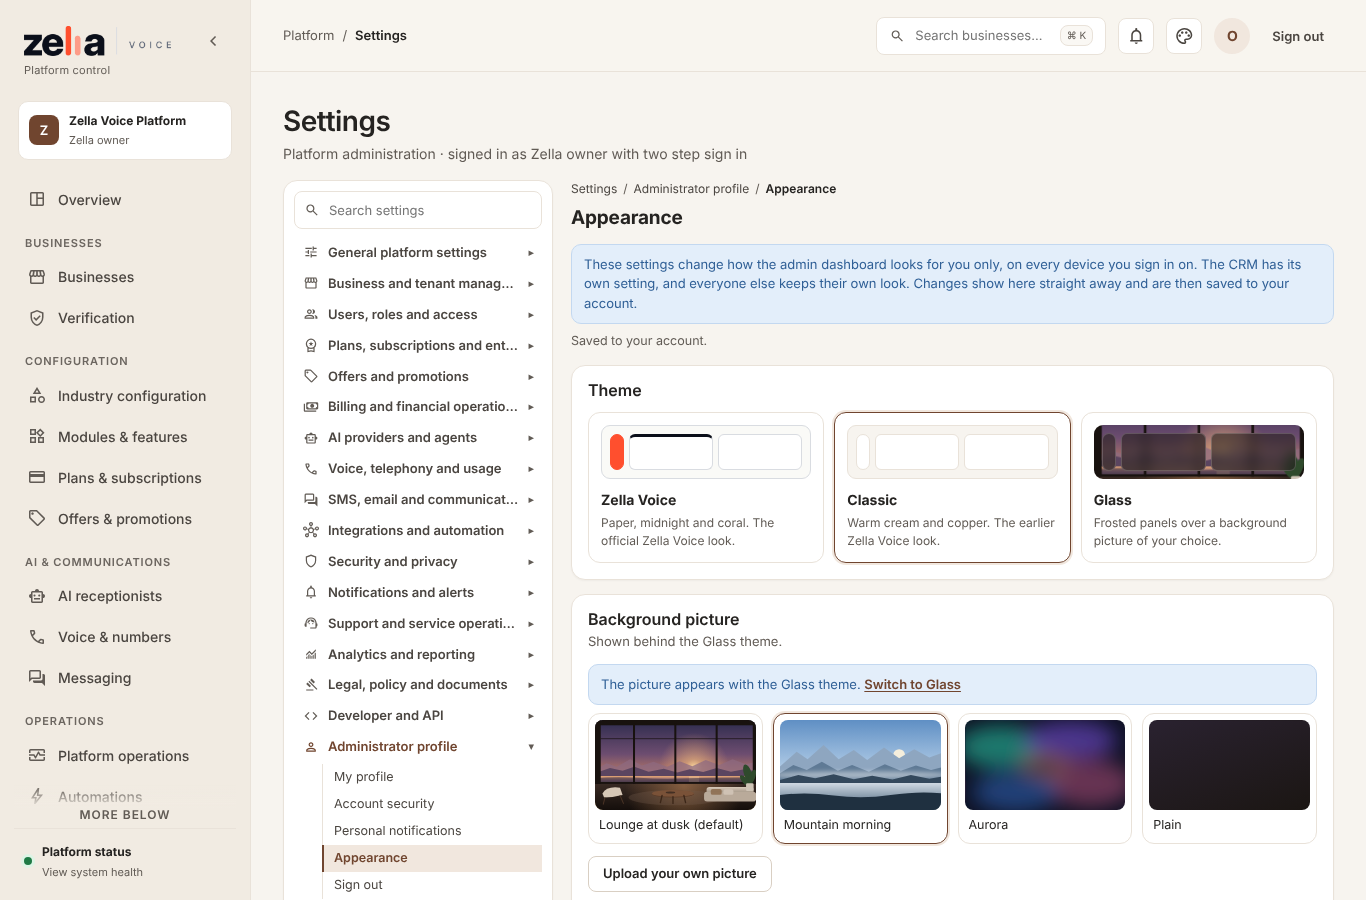 zella VOICE
Platform control
Z
Zella Voice Platform
Zella owner
Overview
BUSINESSES
Businesses
Verification
CONFIGURATION
Industry configuration
Modules & features
Plans & subscriptions
Offers & promotions
AI & COMMUNICATIONS
AI receptionists
Voice & numbers
Messaging
OPERATIONS
Platform operations
Automations
MORE BELOW
Platform status
View system health
Platform / Settings
Search businesses...
⌘ K
O
Sign out
Settings
Platform administration · signed in as Zella owner with two step sign in
Search settings
General platform settings
Business and tenant manag...
Users, roles and access
Plans, subscriptions and ent...
Offers and promotions
Billing and financial operatio...
AI providers and agents
Voice, telephony and usage
SMS, email and communicat...
Integrations and automation
Security and privacy
Notifications and alerts
Support and service operati...
Analytics and reporting
Legal, policy and documents
Developer and API
Administrator profile
My profile
Account security
Personal notifications
Appearance
Sign out
Settings / Administrator profile / Appearance
Appearance
These settings change how the admin dashboard looks for you only, on every device you sign in on. The CRM has its
own setting, and everyone else keeps their own look. Changes show here straight away and are then saved to your
account.
Saved to your account.
Theme
Zella Voice
Paper, midnight and coral. The
official Zella Voice look.
Classic
Warm cream and copper. The earlier
Zella Voice look.
Glass
Frosted panels over a background
picture of your choice.
Background picture
Shown behind the Glass theme.
The picture appears with the Glass theme. Switch to Glass
Lounge at dusk (default)
Mountain morning
Aurora
Plain
Upload your own picture